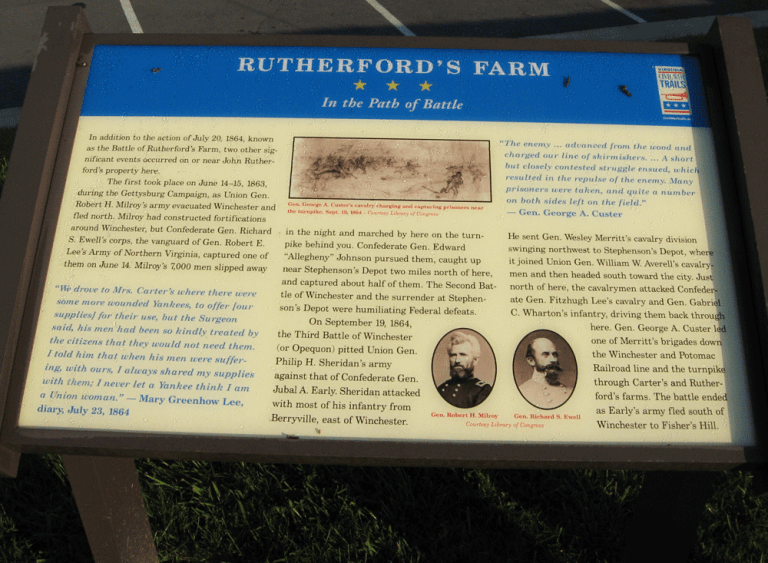 RUTHERFORD'S FARM
In the Path of Battle
CIVIL WAR
TRAILS
In addition to the action of July 20, 1864, known
as the Battle of Rutherford's Farm, two other sig-
nificant events occurred on or near John Ruther-
ford's property here.
The first took place on June 14–15, 1863,
during the Gettysburg Campaign, as Union Gen.
Robert H. Milroy's army evacuated Winchester and
fled north. Milroy had constructed fortifications
around Winchester, but Confederate Gen. Richard
S. Ewell's corps, the vanguard of Gen. Robert E.
Lee's Army of Northern Virginia, captured one of
them on June 14. Milroy's 7,000 men slipped away
"We drove to Mrs. Carter's where there were
some more wounded Yankees, to offer [our
supplies] for their use, but the Surgeon
said, his men had been so kindly treated by
the citizens that they would not need them.
I told him that when his men were suffer-
ing, with ours, I always shared my supplies
with them; I never let a Yankee think I am
a Union woman." — Mary Greenhow Lee,
diary, July 23, 1864
Gen. George A. Custer's cavalry charging and capturing prisoners near
the turnpike, Sept. 19, 1864 - Courtesy Library of Congress
in the night and marched by here on the turn-
pike behind you. Confederate Gen. Edward
"Allegheny" Johnson pursued them, caught up
near Stephenson's Depot two miles north of here,
and captured about half of them. The Second Bat-
tle of Winchester and the surrender at Stephen-
son's Depot were humiliating Federal defeats.
On September 19, 1864,
the Third Battle of Winchester
(or Opequon) pitted Union Gen.
Philip H. Sheridan's army
against that of Confederate Gen.
Jubal A. Early. Sheridan attacked
with most of his infantry from
Berryville, east of Winchester.
Gen. Robert H. Milroy
Gen. Richard S. Ewell
Courtesy Library of Congress
"The enemy ... advanced from the wood and
charged our line of skirmishers. ... A short
but closely contested struggle ensued, which
resulted in the repulse of the enemy. Many
prisoners were taken, and quite a number
on both sides left on the field."
— Gen. George A. Custer
He sent Gen. Wesley Merritt's cavalry division
swinging northwest to Stephenson's Depot, where
it joined Union Gen. William W. Averell's cavalry-
men and then headed south toward the city. Just
north of here, the cavalrymen attacked Confeder-
ate Gen. Fitzhugh Lee's cavalry and Gen. Gabriel
C. Wharton's infantry, driving them back through
here. Gen. George A. Custer led
one of Merritt's brigades down
the Winchester and Potomac
Railroad line and the turnpike
through Carter's and Ruther-
ford's farms. The battle ended
as Early's army fled south of
Winchester to Fisher's Hill.